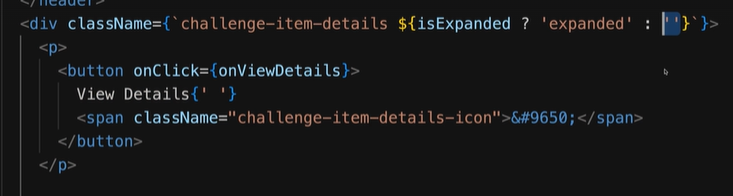 </header>
<div className={`challenge-item-details ${isExpanded ? 'expanded' : ''}`}>
<p>
<button onClick={onViewDetails}>
View Details{' '}
<span className="challenge-item-details-icon">&#9650;</span>
</button>
</p>